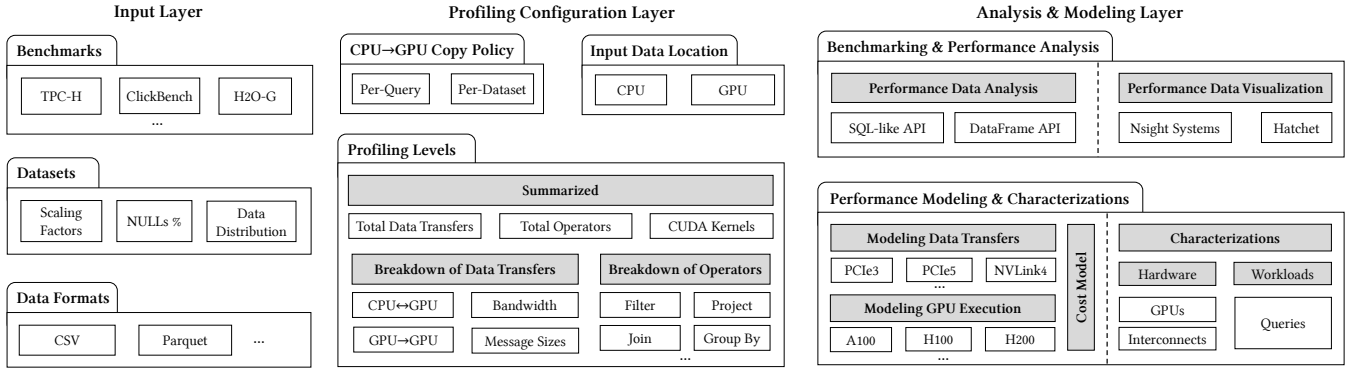 Input Layer
Benchmarks
TPC-H
ClickBench
H2O-G
...
Datasets
Scaling
Factors
NULLs %
Data
Distribution
Data Formats
CSV
Parquet
...
Profiling Configuration Layer
CPU→GPU Copy Policy
Per-Query
Per-Dataset
Input Data Location
CPU
GPU
Profiling Levels
Summarized
Total Data Transfers
Total Operators
CUDA Kernels
Breakdown of Data Transfers
CPU↔GPU
Bandwidth
GPU→GPU
Message Sizes
Breakdown of Operators
Filter
Project
Join
Group By
...
Analysis & Modeling Layer
Benchmarking & Performance Analysis
Performance Data Analysis
SQL-like API
DataFrame API
Performance Data Visualization
Nsight Systems
Hatchet
Performance Modeling & Characterizations
Modeling Data Transfers
PCIe3
PCIe5
NVLink4
...
Modeling GPU Execution
A100
H100
H200
...
Cost Model
Characterizations
Hardware
Workloads
GPUs
Interconnects
Queries